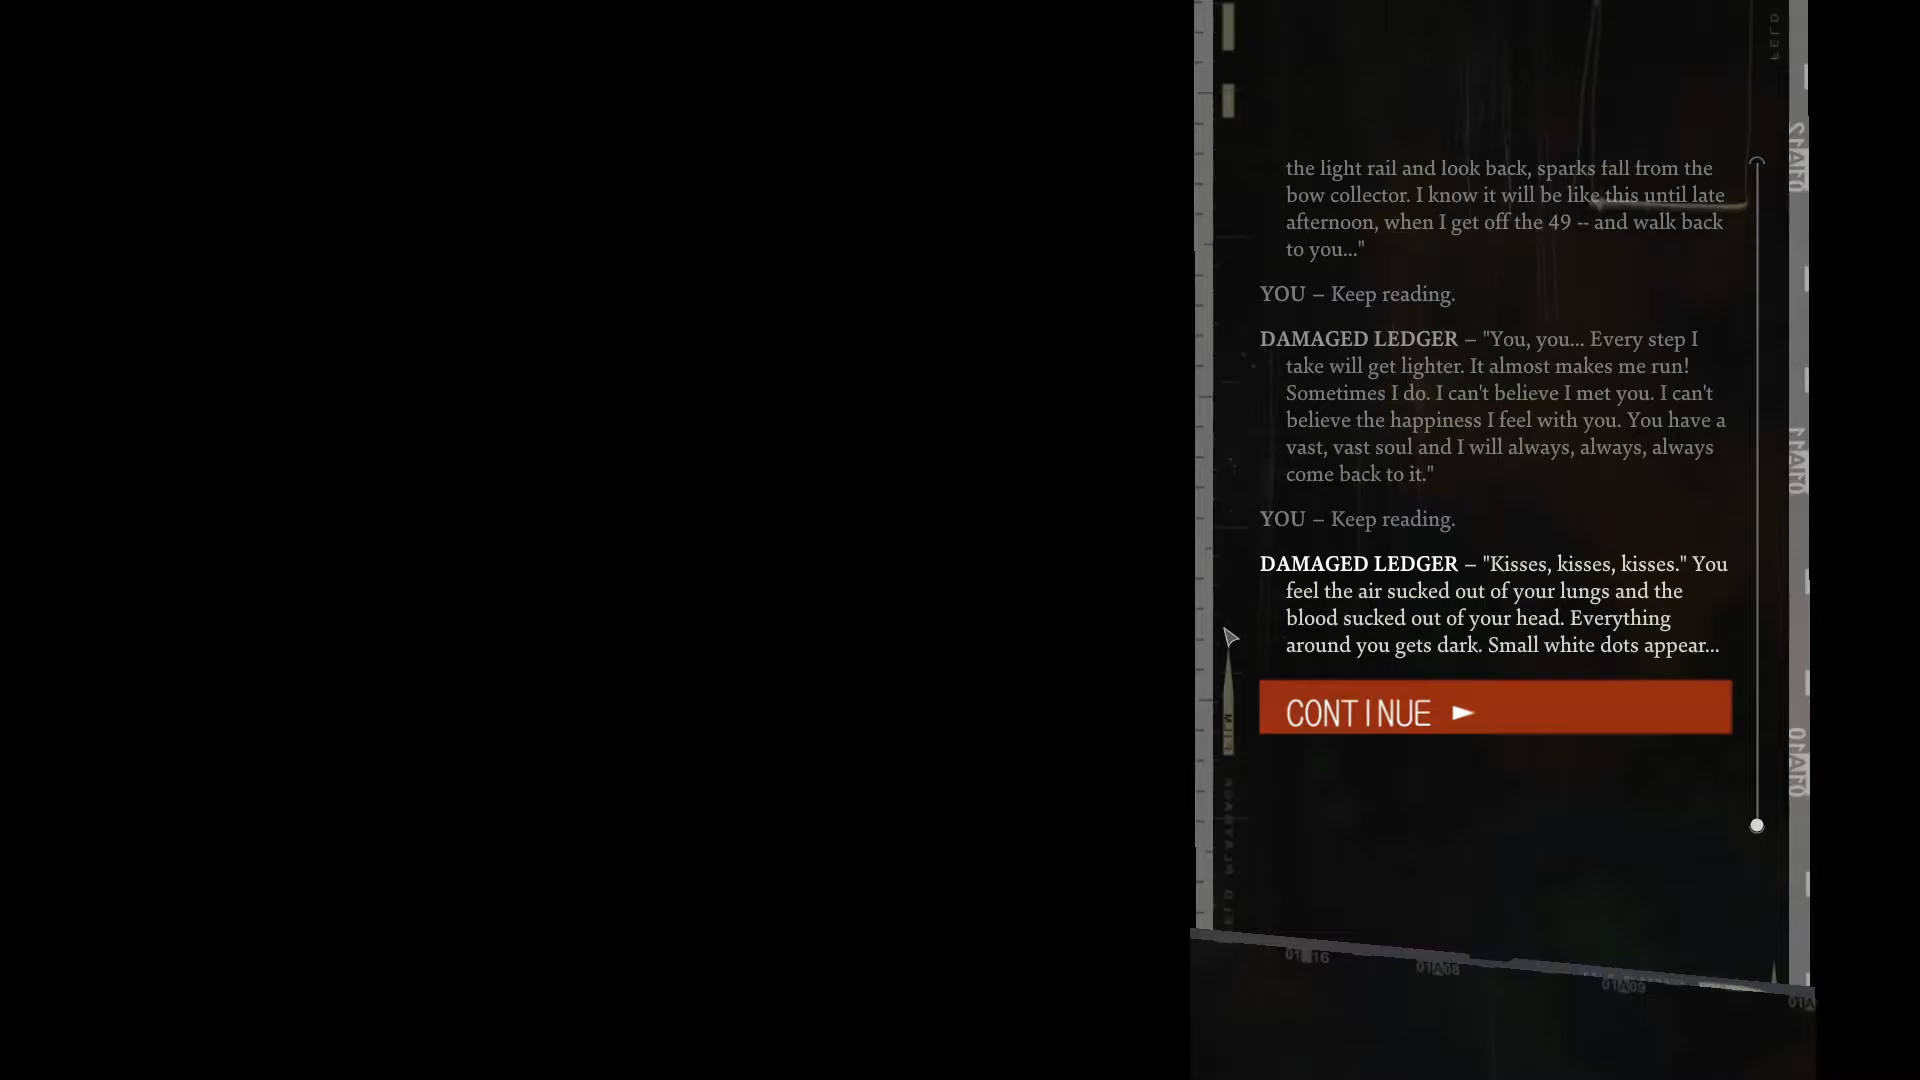 the light rail and look back, sparks fall from the
bow collector. I know it will be like this until late
afternoon, when I get off the 49 -- and walk back
to you..."
YOU – Keep reading.
DAMAGED LEDGER – "You, you... Every step I
take will get lighter. It almost makes me run!
Sometimes I do. I can't believe I met you. I can't
believe the happiness I feel with you. You have a
vast, vast soul and I will always, always, always
come back to it."
YOU – Keep reading.
DAMAGED LEDGER – "Kisses, kisses, kisses." You
feel the air sucked out of your lungs and the
blood sucked out of your head. Everything
around you gets dark. Small white dots appear...
CONTINUE ►
01A08
01A09